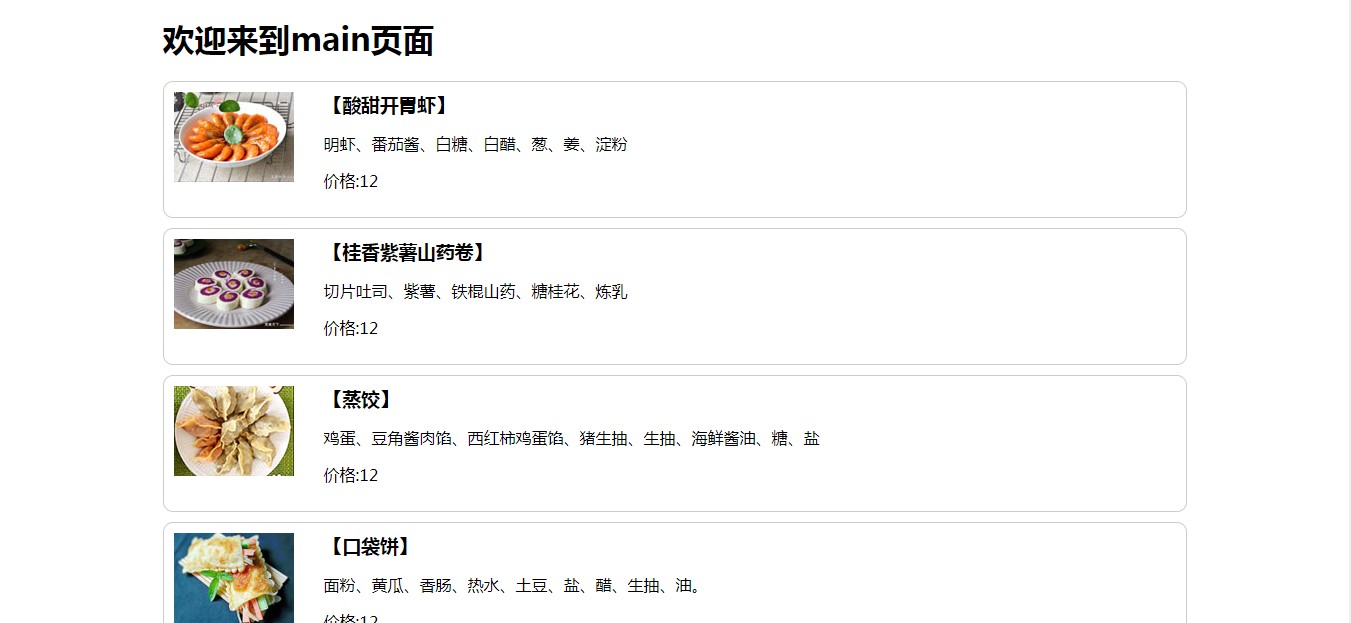 欢迎来到main页面
【酸甜开胃虾】
明虾、番茄酱、白糖、白醋、葱、姜、淀粉
价格:12
【桂香紫薯山药卷】
切片吐司、紫薯、铁棍山药、糖桂花、炼乳
价格:12
【蒸饺】
鸡蛋、豆角酱肉馅、西红柿鸡蛋馅、猪生抽、生抽、海鲜酱油、糖、盐
价格:12
【口袋饼】
面粉、黄瓜、香肠、热水、土豆、盐、醋、生抽、油。
价格:12